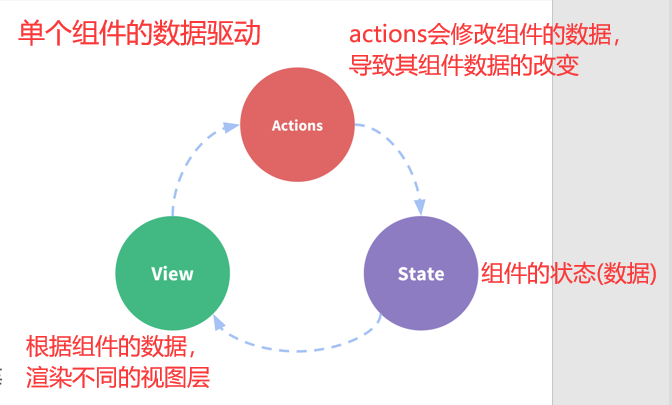 单个组件的数据驱动
actions会修改组件的数据，
导致其组件数据的改变
Actions
View
State
组件的状态(数据)
根据组件的数据，
渲染不同的视图层